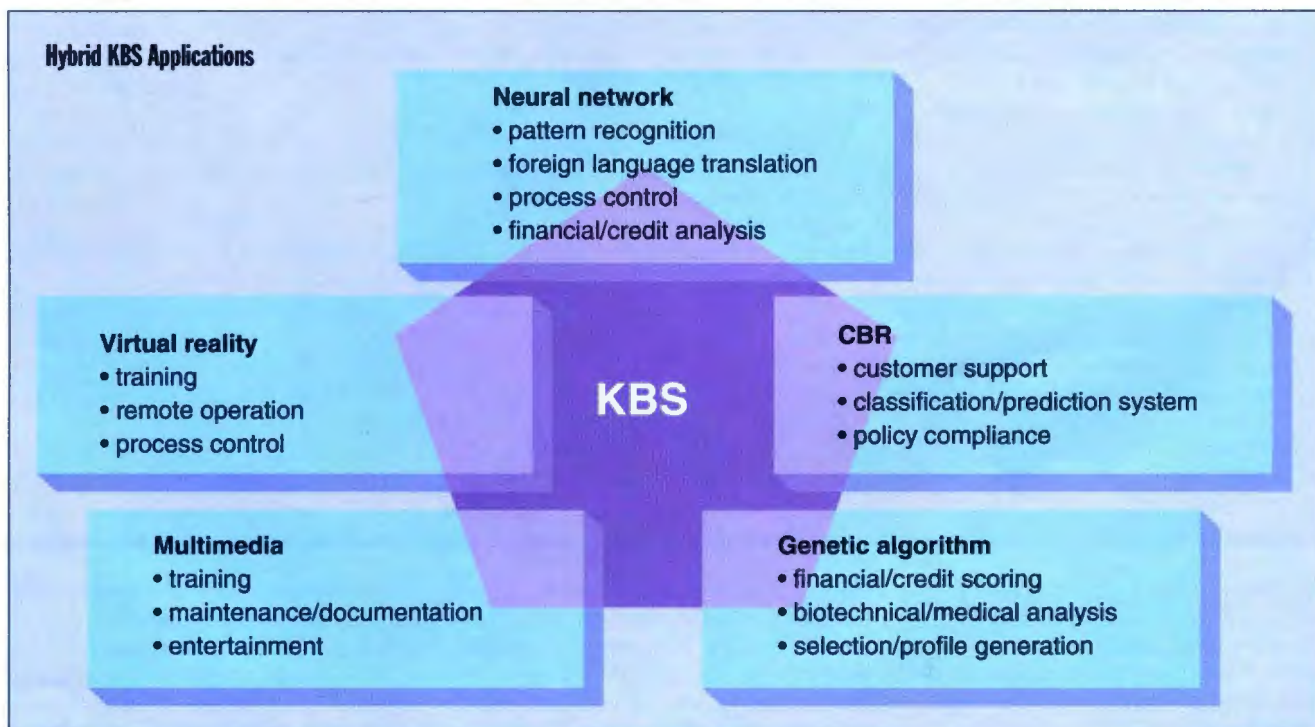 Hybrid KBS Applications
Neural network
• pattern recognition
• foreign language translation
• process control
• financial/credit analysis
Virtual reality
• training
• remote operation
• process control
KBS
CBR
• customer support
• classification/prediction system
• policy compliance
Multimedia
• training
• maintenance/documentation
• entertainment
Genetic algorithm
• financial/credit scoring
• biotechnical/medical analysis
• selection/profile generation